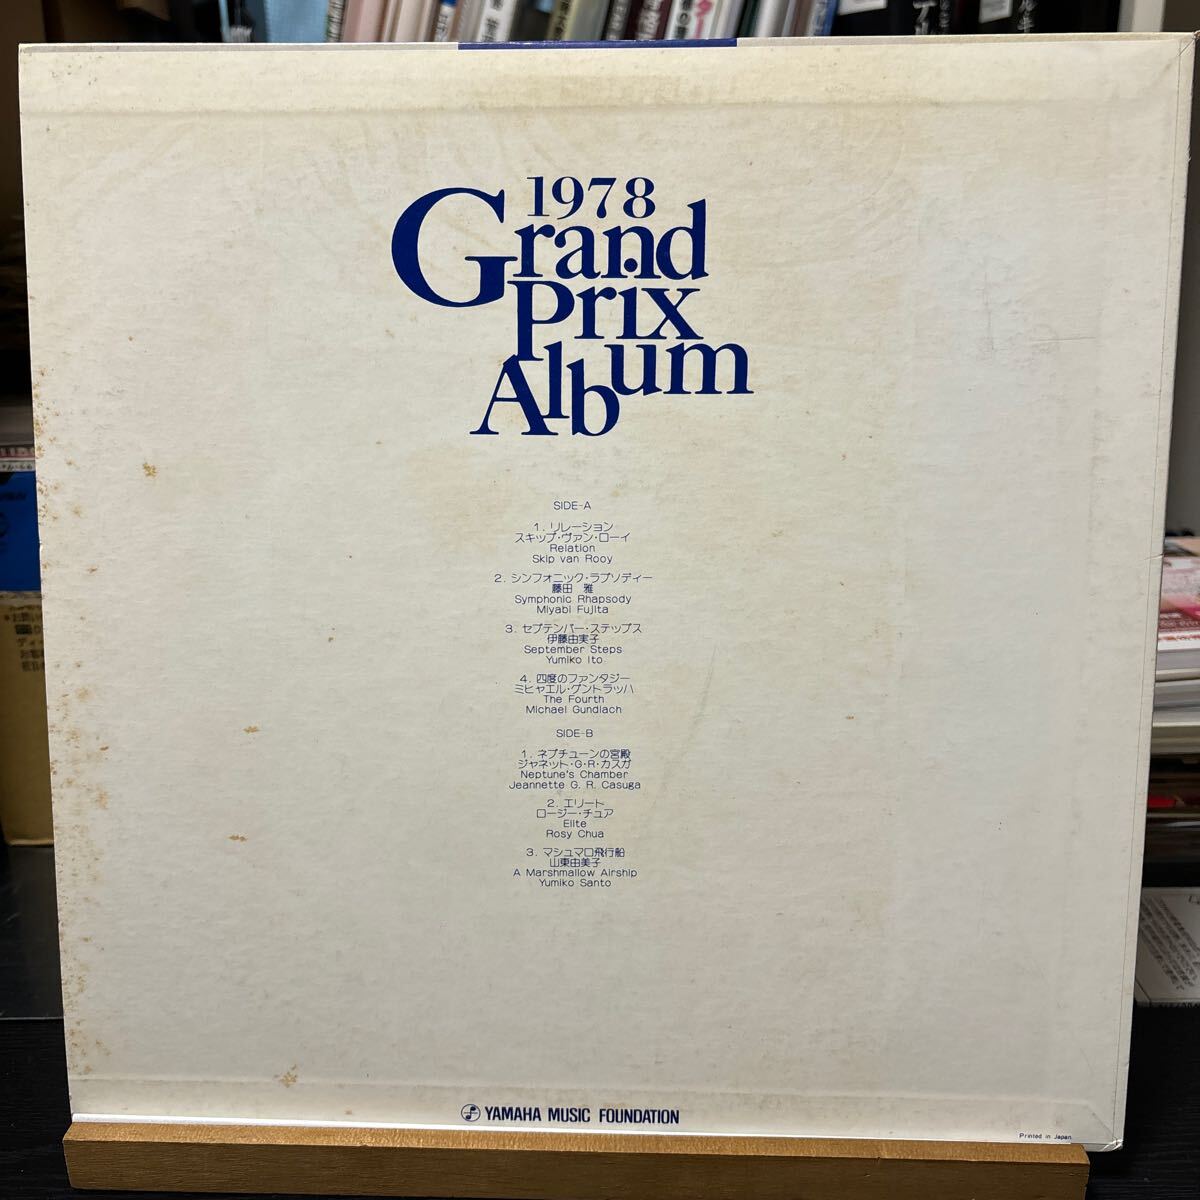 1978
Grand
Prix
Album
SIDE-A
1. リレーション
スキップ・ヴァン・ローイ
Relation
Skip van Rooy
2. シンフォニック・ラプソディー
藤田 雅
Symphonic Rhapsody
Miyabi Fujita
3. セプテンバー・ステップス
伊藤由実子
September Steps
Yumiko Ito
4. 四度のファンタジー
ミヒャエル・グントラッハ
The Fourth
Michael Gundlach
SIDE-B
1. ネプチューンの宮殿
ジャネット・G・R・カスガ
Neptune's Chamber
Jeannette G. R. Casuga
2. エリート
ロージー・チュア
Elite
Rosy Chua
3. マシュマロ飛行船
山東由美子
A Marshmallow Airship
Yumiko Santo
YAMAHA MUSIC FOUNDATION
Printed in Japan